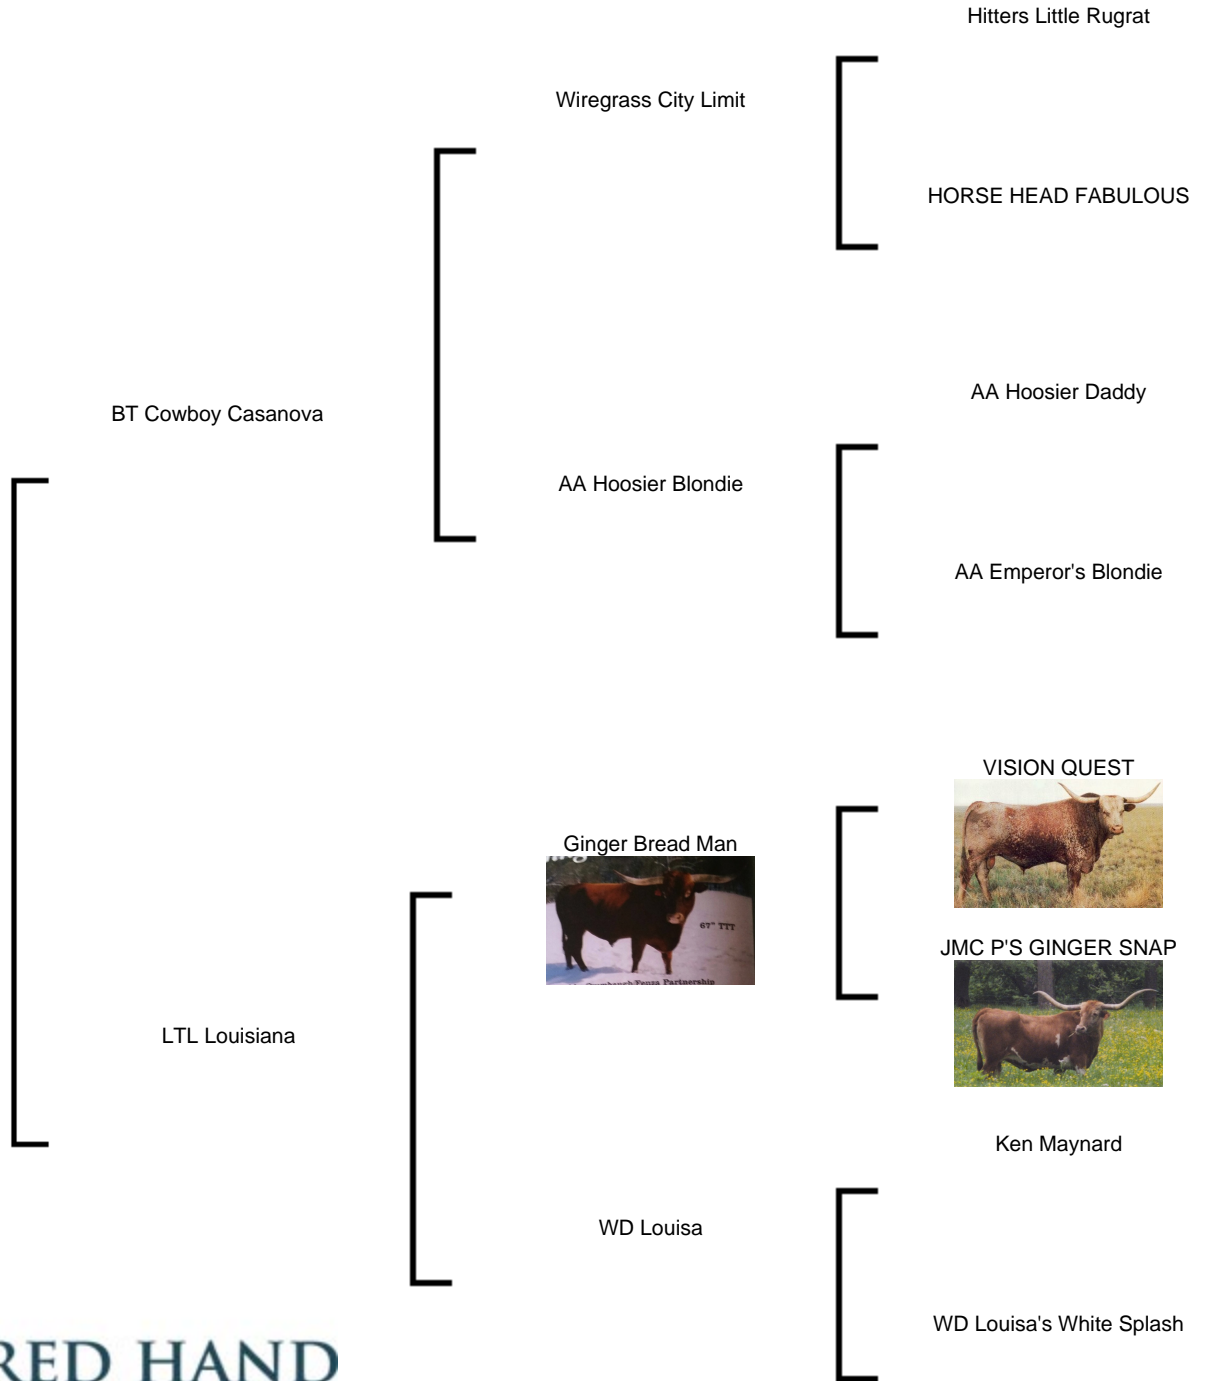 Hitters Little Rugrat
Wiregrass City Limit
HORSE HEAD FABULOUS
BT Cowboy Casanova
AA Hoosier Daddy
AA Hoosier Blondie
AA Emperor's Blondie
VISION QUEST
Ginger Bread Man
67" TTT
JMC P'S GINGER SNAP
LTL Louisiana
Ken Maynard
WD Louisa
WD Louisa's White Splash
RED HAND